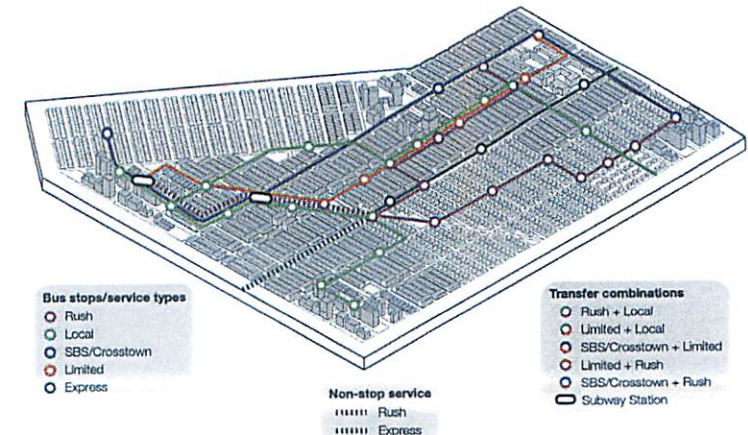 Bus stops/service types
Rush
Local
SBS/Crosstown
Limited
Express
Non-stop service
Rush
Express
Transfer combinations
Rush + Local
Limited + Local
SBS/Crosstown + Limited
Limited + Rush
SBS/Crosstown + Rush
Subway Station